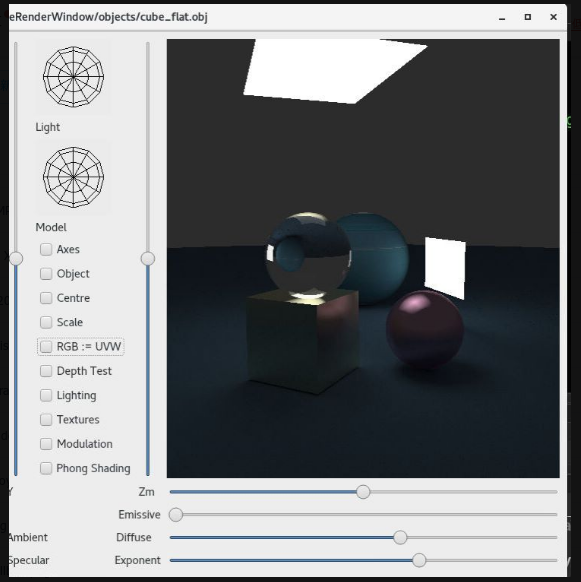 eRenderWindow/objects/cube_flat.obj
Light
Model
Axes
Object
Centre
Scale
RGB := UVW
Depth Test
Lighting
Textures
Modulation
Phong Shading
Y Zm
Emissive
Ambient Diffuse
Specular Exponent